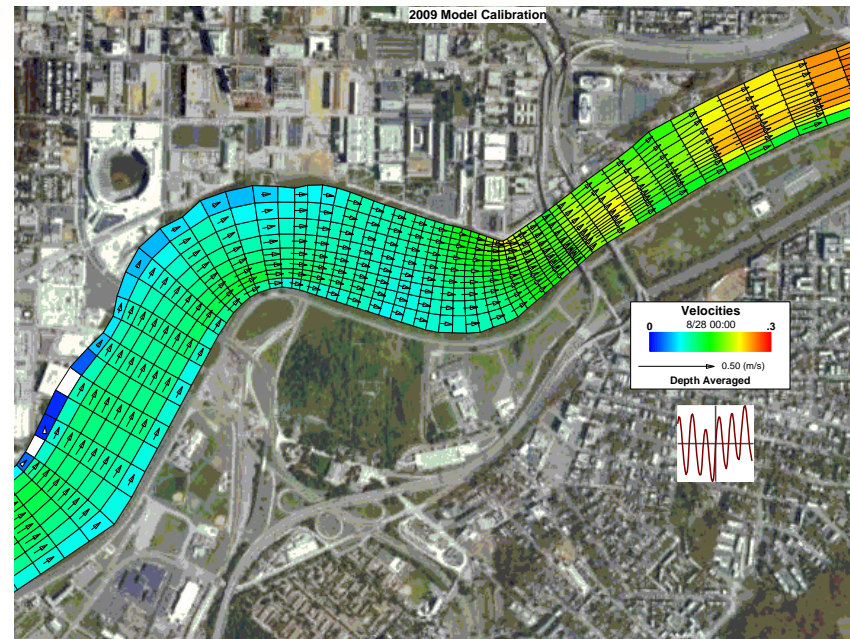 2009 Model Calibration
Velocities
8/28 00:00
0 .3
0.50 (m/s)
Depth Averaged